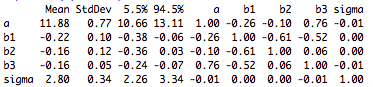 Mean StdDev 5.5% 94.5% a b1 b2 b3 sigma
a 11.88 0.77 10.66 13.11 1.00 -0.26 -0.10 0.76 -0.01
b1 -0.22 0.10 -0.38 -0.06 -0.26 1.00 -0.61 -0.52 0.00
b2 -0.16 0.12 -0.36 0.03 -0.10 -0.61 1.00 0.06 0.00
b3 -0.16 0.05 -0.24 -0.07 0.76 -0.52 0.06 1.00 -0.01
sigma 2.80 0.34 2.26 3.34 -0.01 0.00 0.00 -0.01 1.00